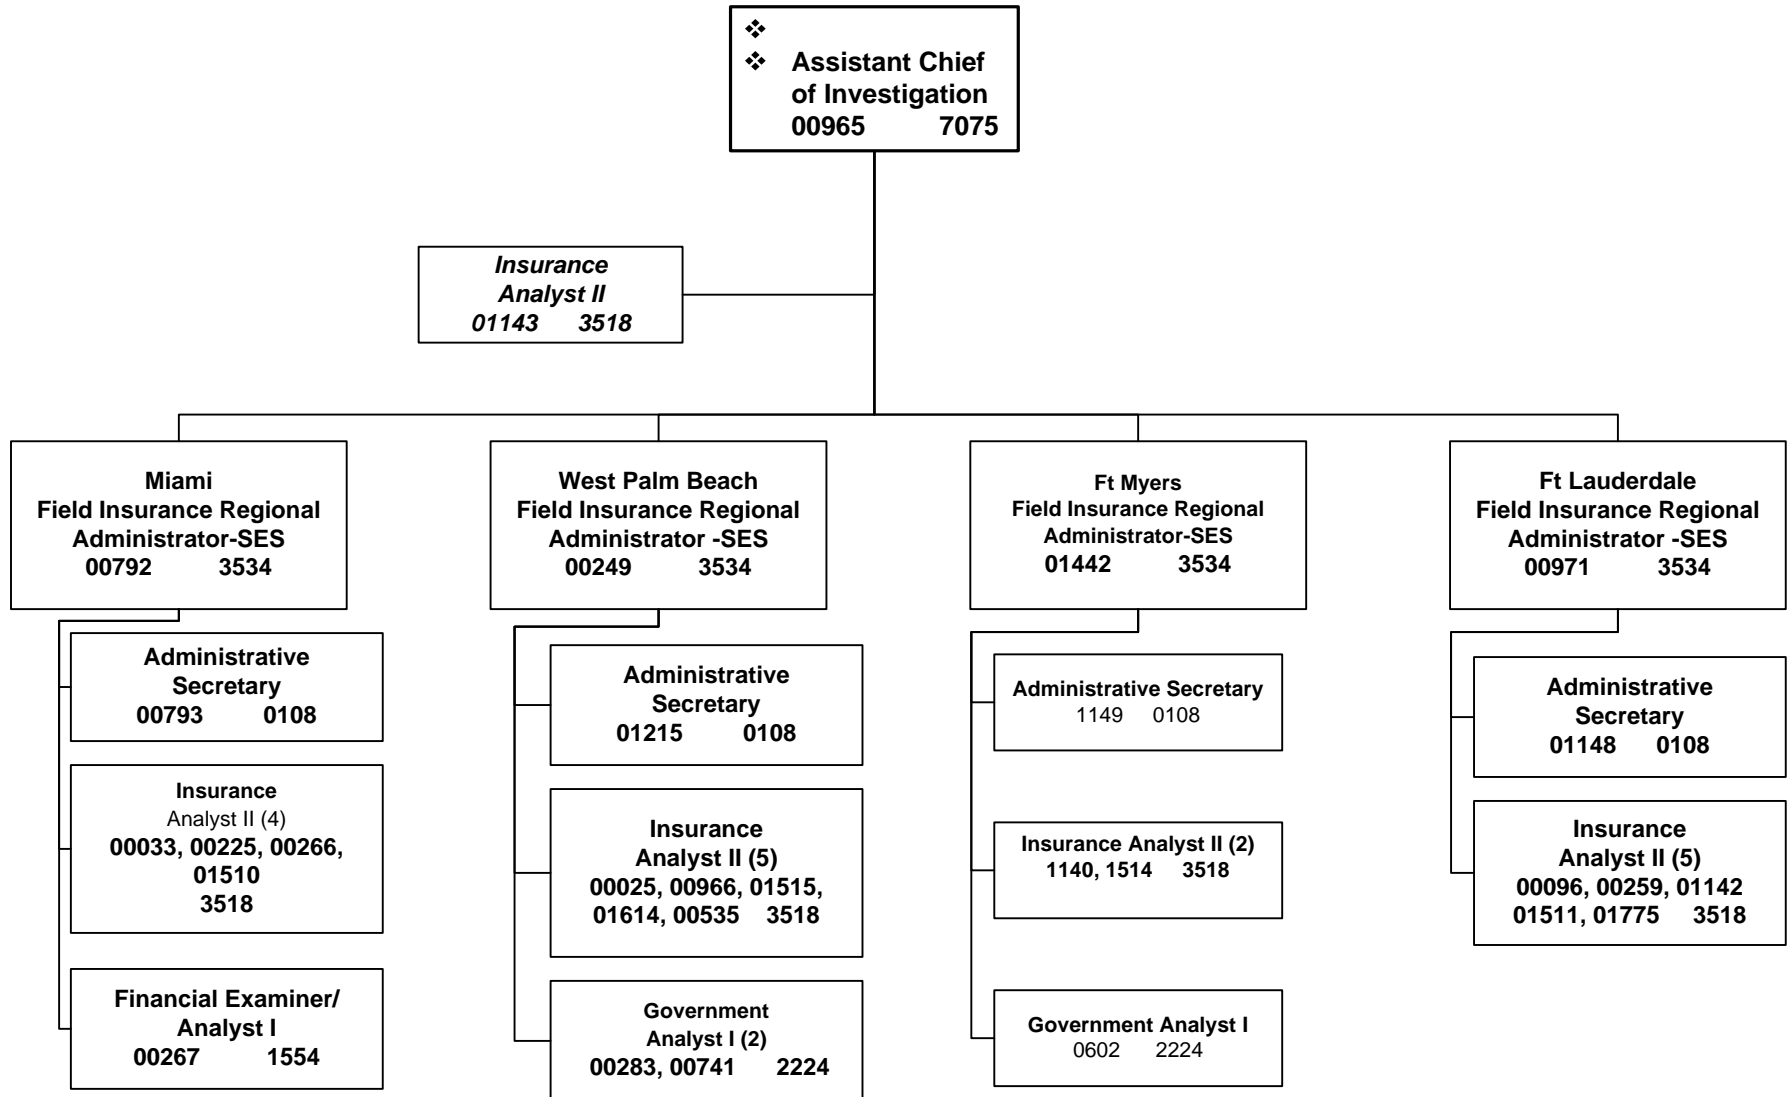 ❖
❖ Assistant Chief
of Investigation
00965 7075
Insurance
Analyst II
01143 3518
Miami
Field Insurance Regional
Administrator-SES
00792 3534
West Palm Beach
Field Insurance Regional
Administrator -SES
00249 3534
Ft Myers
Field Insurance Regional
Administrator-SES
01442 3534
Ft Lauderdale
Field Insurance Regional
Administrator -SES
00971 3534
Administrative
Secretary
00793 0108
Insurance
Analyst II (4)
00033, 00225, 00266,
01510
3518
Financial Examiner/
Analyst I
00267 1554
Administrative
Secretary
01215 0108
Insurance
Analyst II (5)
00025, 00966, 01515,
01614, 00535 3518
Government
Analyst I (2)
00283, 00741 2224
Administrative Secretary
1149 0108
Insurance Analyst II (2)
1140, 1514 3518
Government Analyst I
0602 2224
Administrative
Secretary
01148 0108
Insurance
Analyst II (5)
00096, 00259, 01142
01511, 01775 3518